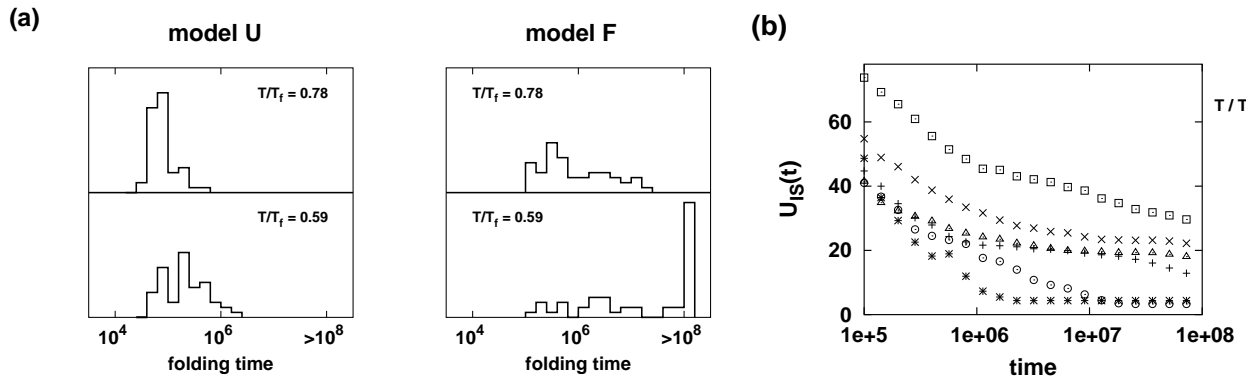 (a)
model U
model F
T/T_f = 0.78
T/T_f = 0.59
10^4
10^6
>10^8
folding time
T/T_f = 0.78
T/T_f = 0.59
10^4
10^6
>10^8
folding time
(b)
U_IS(t)
60
40
20
0
1e+05
1e+06
1e+07
1e+08
time
T / T